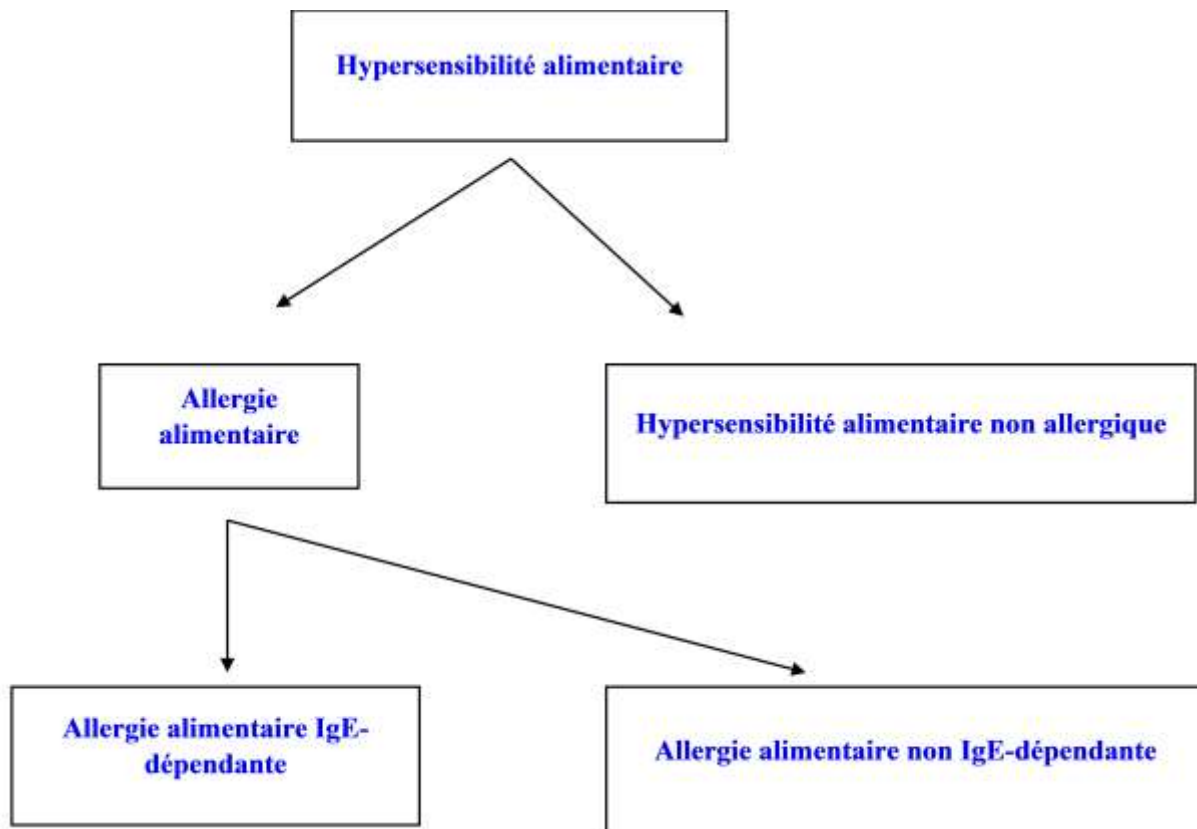 Hypersensibilité alimentaire
Allergie
alimentaire
Hypersensibilité alimentaire non allergique
Allergie alimentaire IgE-
dépendante
Allergie alimentaire non IgE-dépendante